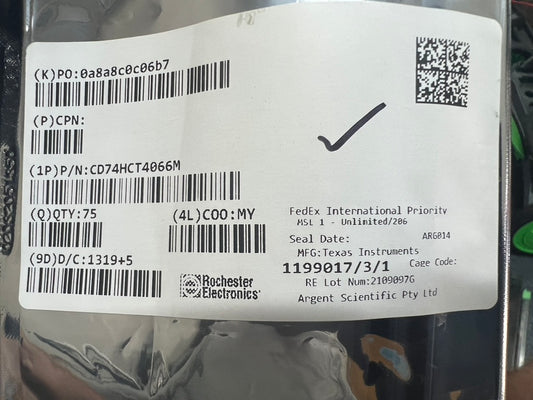 (K)PO:0a8a8c0c06b7
(P)CPN:
(1P)P/N:CD74HCT4066M
(Q)QTY:75
(4L)COO:MY
(9D)D/C:1319+5
Rochester
Electronics
FedEx International Priority
MSL 1 - Unlimited/206
Seal Date:
ARG014
MFG:Texas Instruments
1199017/3/1
Cage Code:
RE Lot Num:2109097G
Argent Scientific Pty Ltd